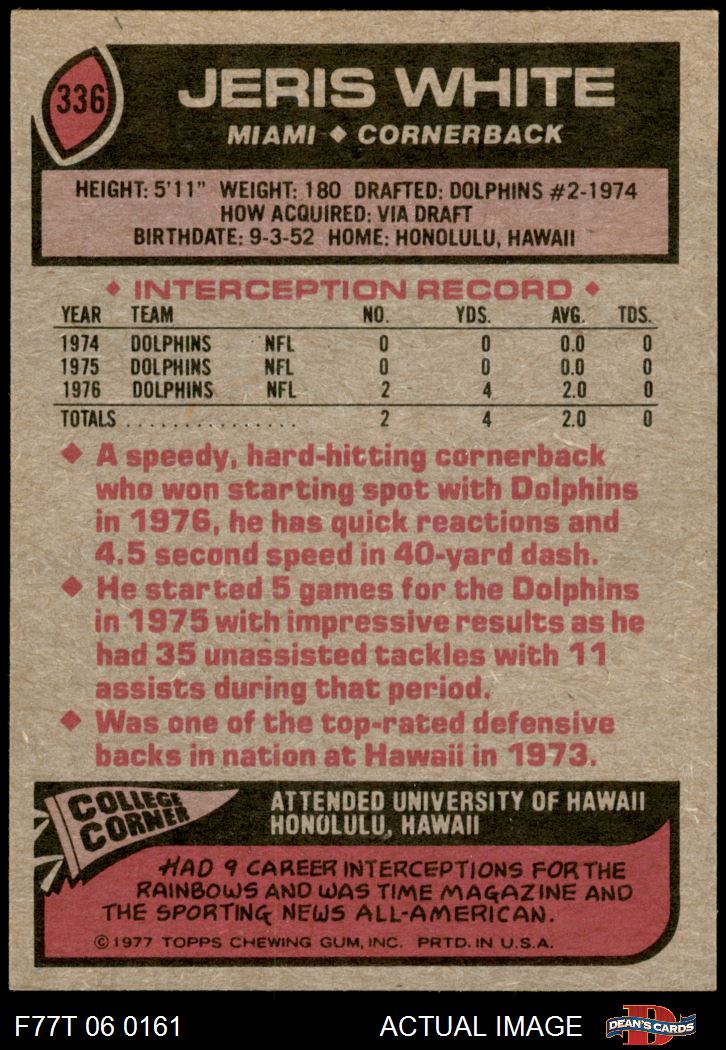 336
JERIS WHITE
MIAMI ◆ CORNERBACK
HEIGHT: 5'11" WEIGHT: 180 DRAFTED: DOLPHINS #2-1974
HOW ACQUIRED: VIA DRAFT
BIRTHDATE: 9-3-52 HOME: HONOLULU, HAWAII
◆ INTERCEPTION RECORD ◆
YEAR TEAM NO. YDS. AVG. TDS.
1974 DOLPHINS NFL 0 0 0.0 0
1975 DOLPHINS NFL 0 0 0.0 0
1976 DOLPHINS NFL 2 4 2.0 0
TOTALS ............... 2 4 2.0 0
◆ A speedy, hard-hitting cornerback
who won starting spot with Dolphins
in 1976, he has quick reactions and
4.5 second speed in 40-yard dash.
◆ He started 5 games for the Dolphins
in 1975 with impressive results as he
had 35 unassisted tackles with 11
assists during that period.
◆ Was one of the top-rated defensive
backs in nation at Hawaii in 1973.
COLLEGE
CORNER
ATTENDED UNIVERSITY OF HAWAII
HONOLULU, HAWAII
HAD 9 CAREER INTERCEPTIONS FOR THE
RAINBOWS AND WAS TIME MAGAZINE AND
THE SPORTING NEWS ALL-AMERICAN.
©1977 TOPPS CHEWING GUM, INC. PRTD. IN U.S.A.
F77T 06 0161 ACTUAL IMAGE
D
DEAN'S CARDS